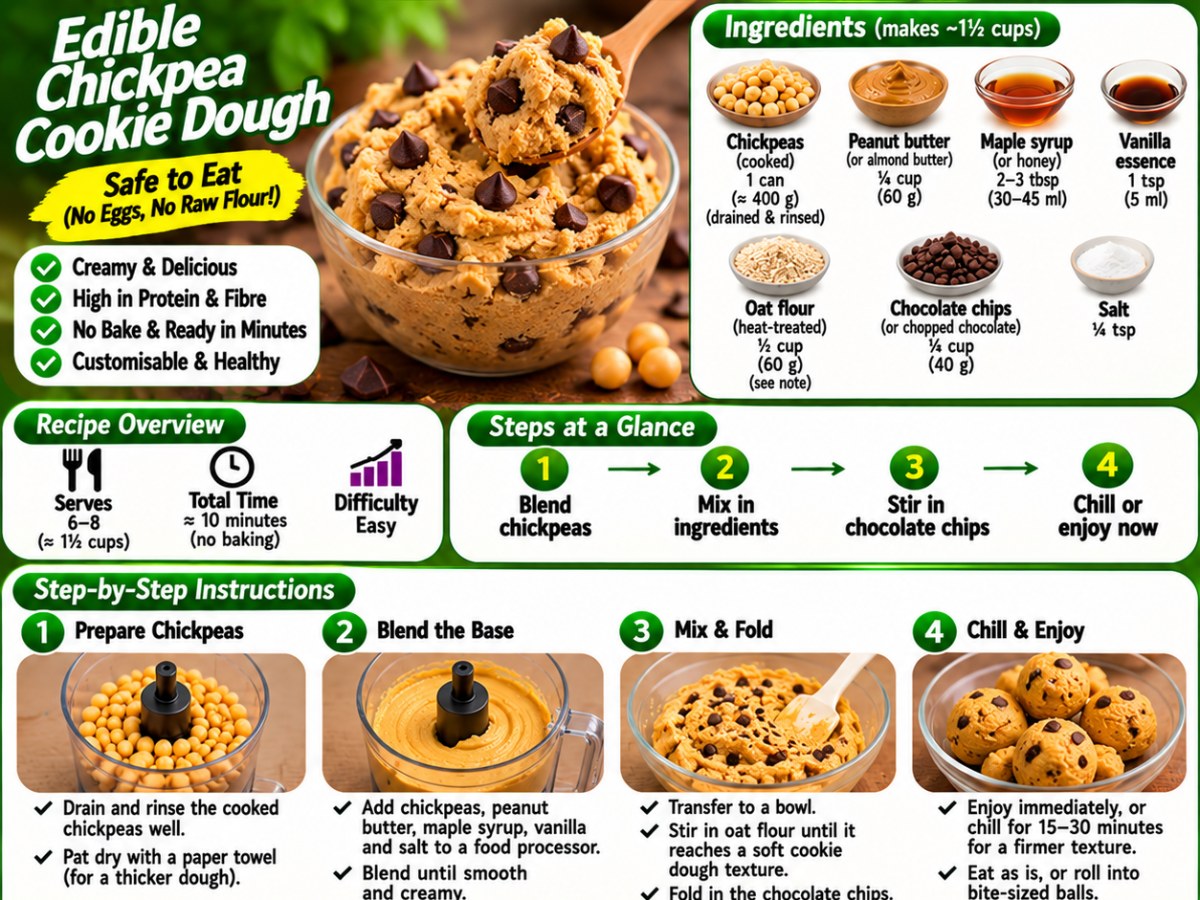 Edible
Chickpea
Cookie Dough
Safe to Eat
(No Eggs, No Raw Flour!)
Creamy & Delicious
High in Protein & Fibre
No Bake & Ready in Minutes
Customisable & Healthy
Ingredients (makes ~1½ cups)
Chickpeas
(cooked)
1 can
(≈ 400 g)
(drained & rinsed)
Peanut butter
(or almond butter)
¼ cup
(60 g)
Maple syrup
(or honey)
2–3 tbsp
(30–45 ml)
Vanilla
essence
1 tsp
(5 ml)
Oat flour
(heat-treated)
½ cup
(60 g)
(see note)
Chocolate chips
(or chopped chocolate)
¼ cup
(40 g)
Salt
¼ tsp
Recipe Overview
Serves
6–8
(≈ 1½ cups)
Total Time
≈ 10 minutes
(no baking)
Difficulty
Easy
Steps at a Glance
1
Blend
chickpeas
2
Mix in
ingredients
3
Stir in
chocolate chips
4
Chill or
enjoy now
Step-by-Step Instructions
1 Prepare Chickpeas
Drain and rinse the cooked
chickpeas well.
Pat dry with a paper towel
(for a thicker dough).
2 Blend the Base
Add chickpeas, peanut
butter, maple syrup, vanilla
and salt to a food processor.
Blend until smooth
and creamy.
3 Mix & Fold
Transfer to a bowl.
Stir in oat flour until it
reaches a soft cookie
dough texture.
Fold in the chocolate chips.
4 Chill & Enjoy
Enjoy immediately, or
chill for 15–30 minutes
for a firmer texture.
Eat as is, or roll into
bite-sized balls.